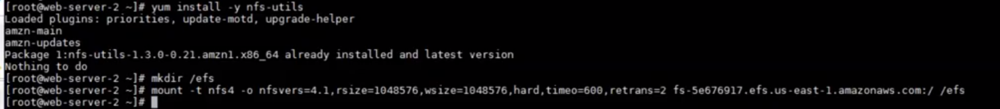 [root@web-server-2 ~]# yum install -y nfs-utils
Loaded plugins: priorities, update-motd, upgrade-helper
amzn-main
amzn-updates
Package 1:nfs-utils-1.3.0-0.21.amzn1.x86_64 already installed and latest version
Nothing to do
[root@web-server-2 ~]# mkdir /efs
[root@web-server-2 ~]# mount -t nfs4 -o nfsvers=4.1,rsize=1048576,wsize=1048576,hard,timeo=600,retrans=2 fs-5e676917.efs.us-east-1.amazonaws.com:/ /efs
[root@web-server-2 ~]#